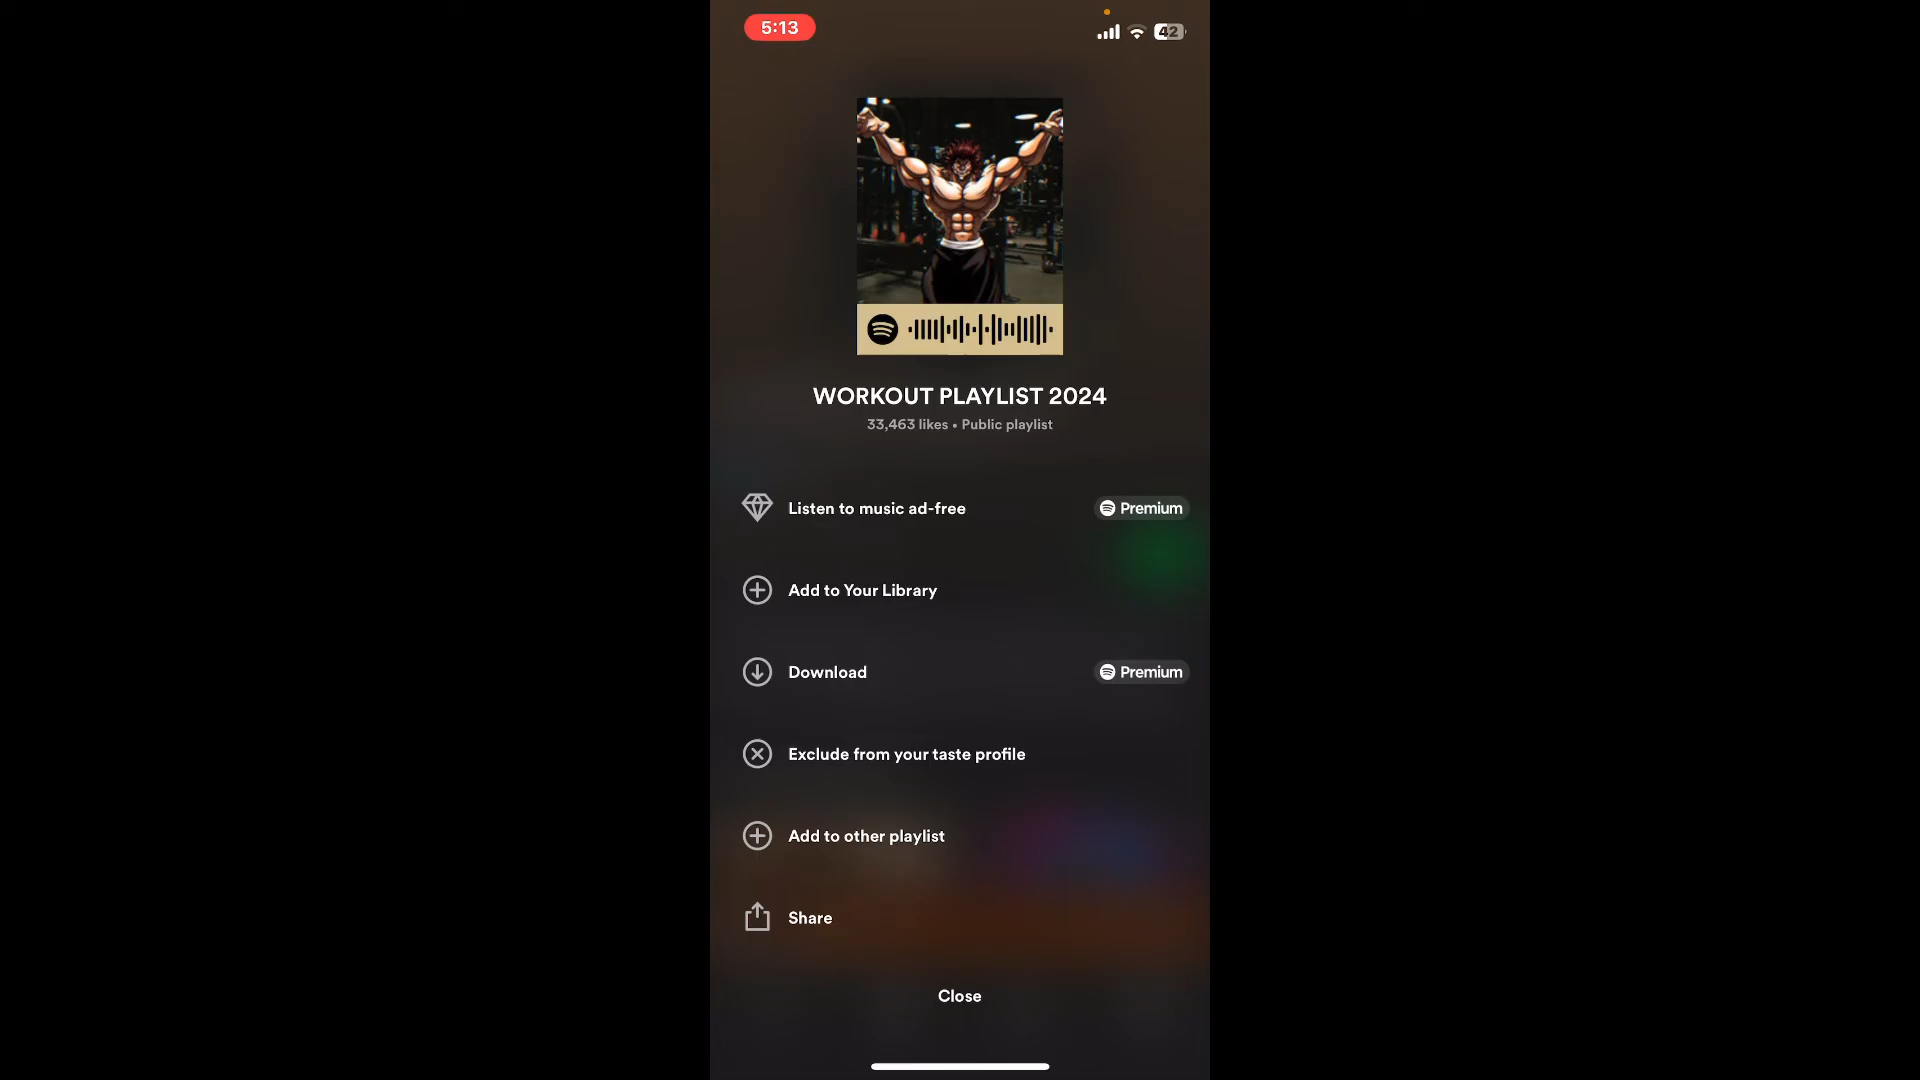 5:13
42
WORKOUT PLAYLIST 2024
33,463 likes • Public playlist
Listen to music ad-free
Premium
Add to Your Library
Download
Premium
Exclude from your taste profile
Add to other playlist
Share
Close